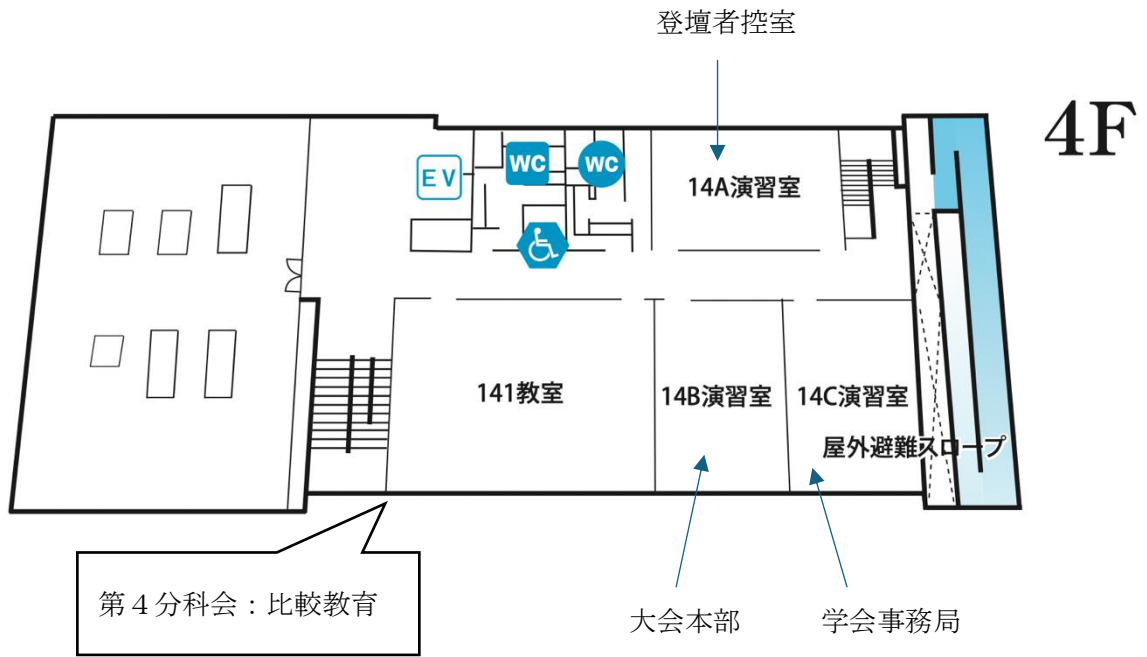 登壇者控室
4F
EV
WC
WC
14A演習室
141教室
14B演習室
14C演習室
屋外避難スロープ
第４分科会：比較教育
大会本部
学会事務局